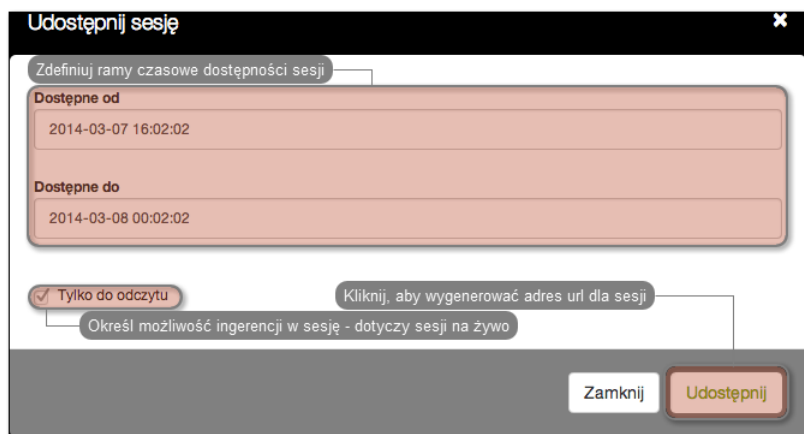 Udostępnij sesję
Zdefiniuj ramy czasowe dostępności sesji
Dostępne od
2014-03-07 16:02:02
Dostępne do
2014-03-08 00:02:02
Tylko do odczytu
Kliknij, aby wygenerować adres url dla sesji
Określ możliwość ingerencji w sesję - dotyczy sesji na żywo
Zamknij
Udostępnij